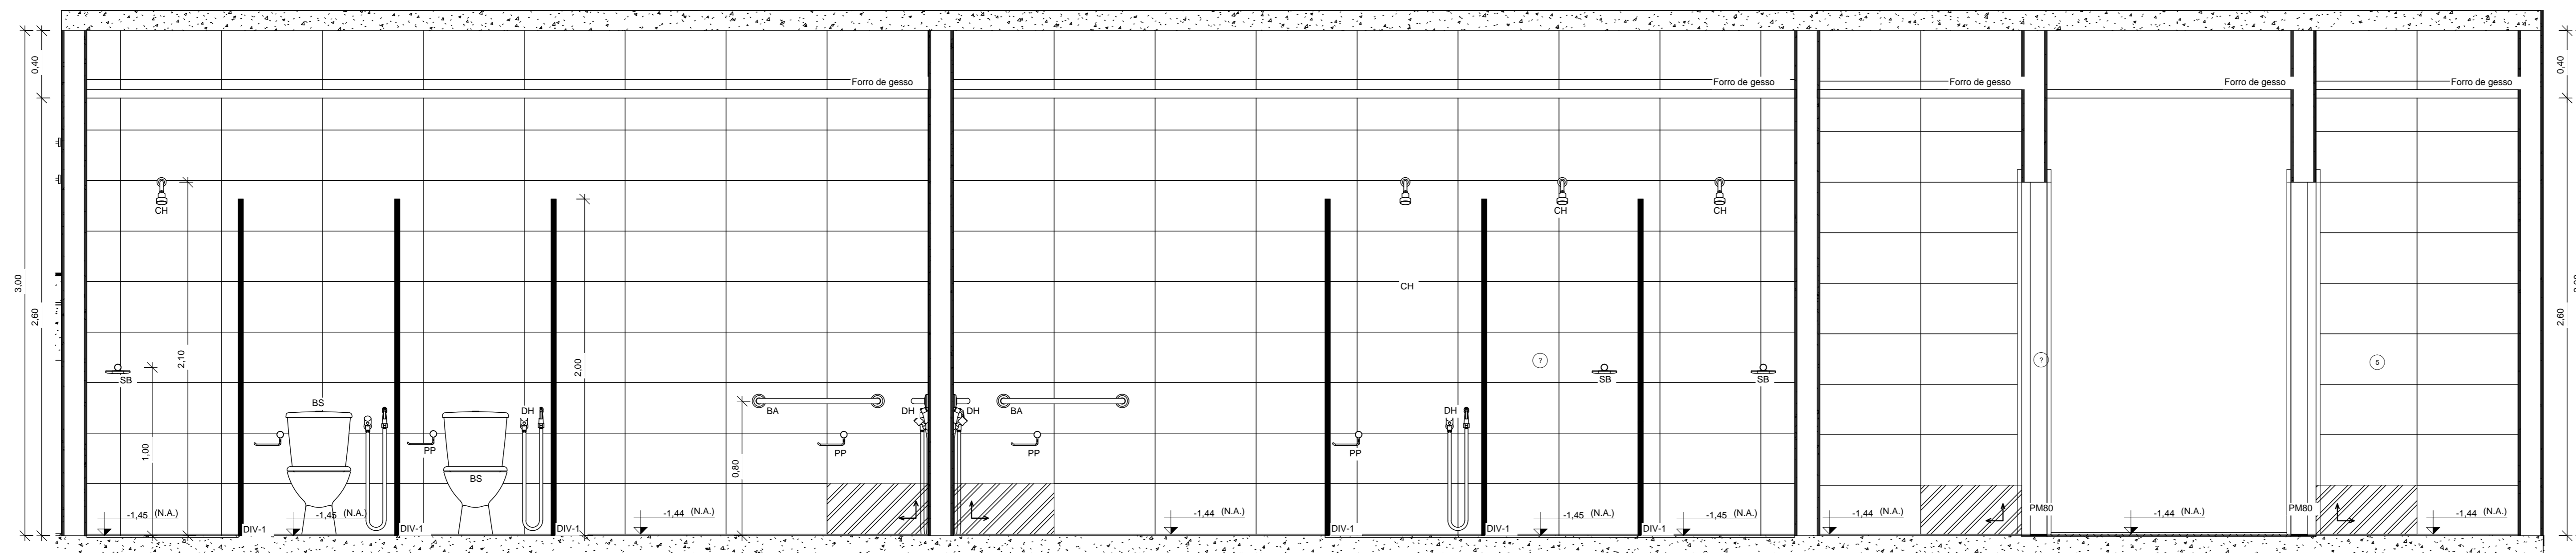 Forro de gesso
Forro de gesso
Forro de gesso
Forro de gesso
Forro de gesso
0,40
0,40
3,00
2,60
2,60
CH
CH
CH
CH
2,10
2,00
1,00
0,80
SB
SB
SB
?
?
5
BS
BS
DH
DH
DH
DH
BA
BA
PP
PP
PP
PP
-1,45 (N.A.)
-1,45 (N.A.)
-1,44 (N.A.)
-1,44 (N.A.)
-1,45 (N.A.)
-1,45 (N.A.)
-1,44 (N.A.)
-1,44 (N.A.)
-1,44 (N.A.)
PM80
PM80
DIV-1
DIV-1
DIV-1
DIV-1
DIV-1
DIV-1